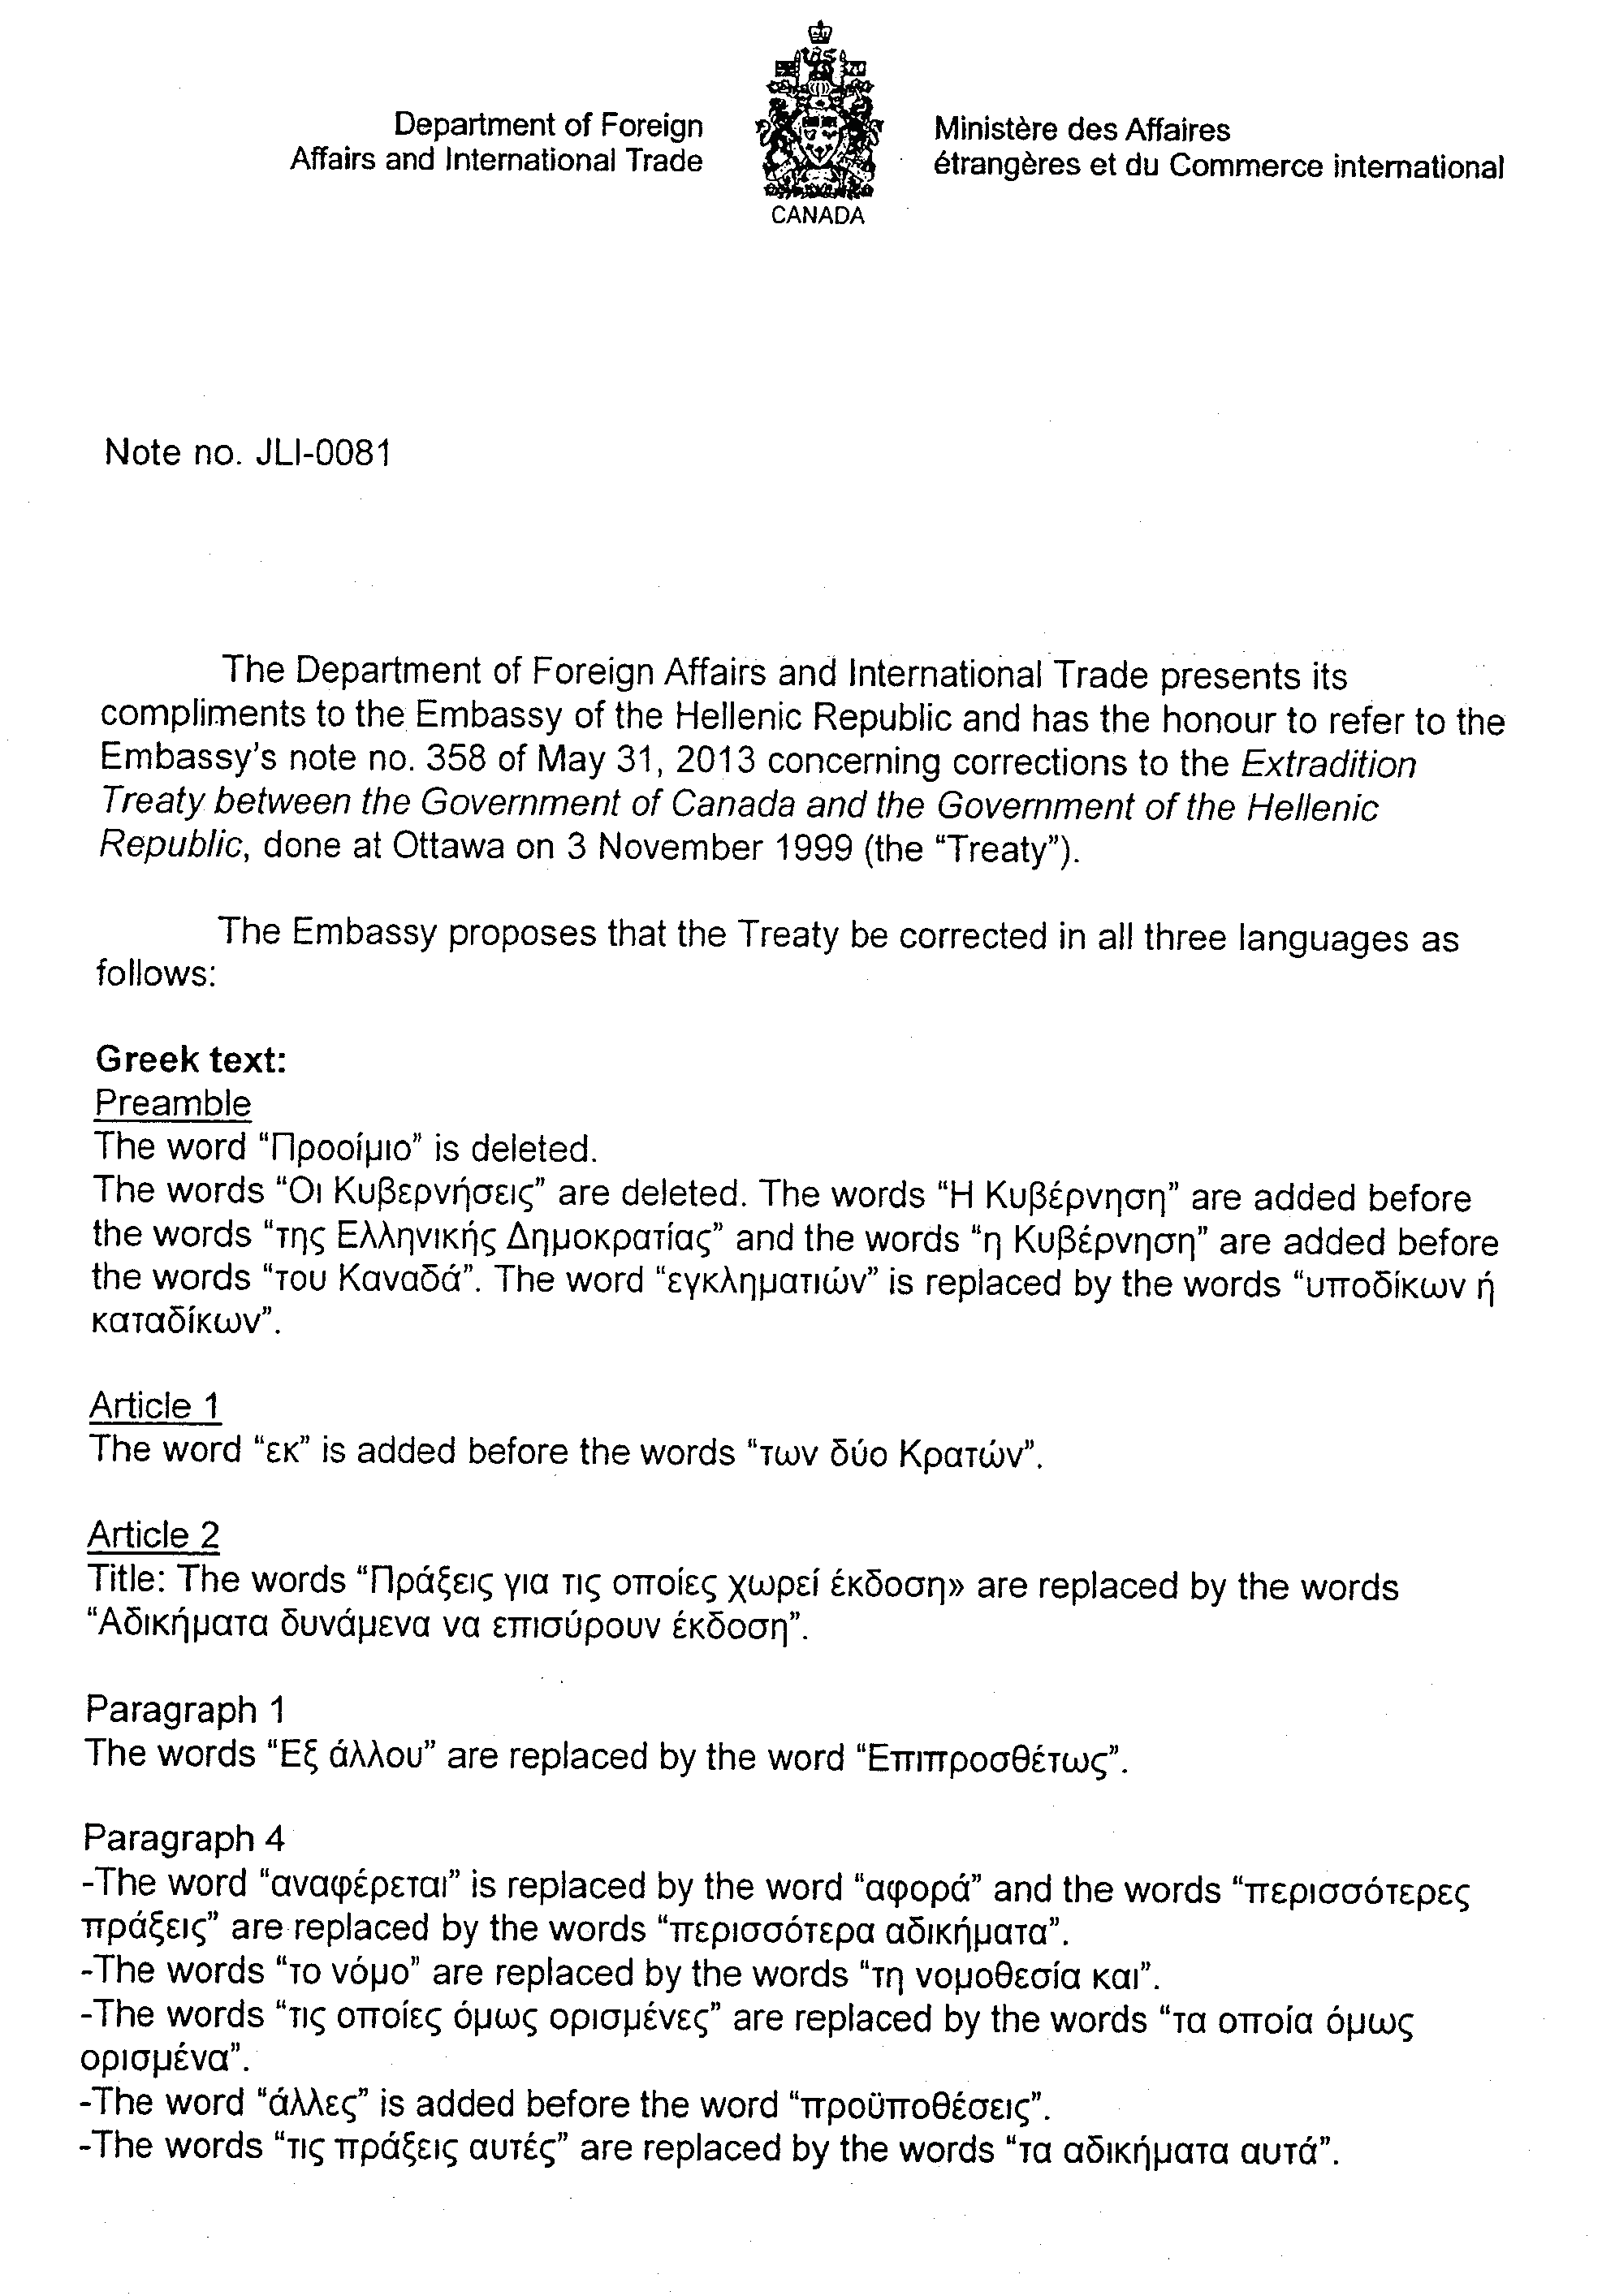 Department of Foreign
Affairs and International Trade
CANADA
Ministère des Affaires
étrangères et du Commerce international
Note no. JLI-0081
The Department of Foreign Affairs and International Trade presents its
compliments to the Embassy of the Hellenic Republic and has the honour to refer to the
Embassy's note no. 358 of May 31, 2013 concerning corrections to the Extradition
Treaty between the Government of Canada and the Government of the Hellenic
Republic, done at Ottawa on 3 November 1999 (the “Treaty”).
The Embassy proposes that the Treaty be corrected in all three languages as
follows:
Greek text:
Preamble
The word “Προοίμιο” is deleted.
The words “Οι Κυβερνήσεις” are deleted. The words “Η Κυβέρνηση” are added before
the words “της Ελληνικής Δημοκρατίας” and the words “η Κυβέρνηση” are added before
the words “του Καναδά”. The word “εγκληματιών” is replaced by the words “υποδίκων ή
καταδίκων”.
Article 1
The word “εκ” is added before the words “των δύο Κρατών”.
Article 2
Title: The words “Πράξεις για τις οποίες χωρεί έκδοση» are replaced by the words
“Αδικήματα δυνάμενα να επισύρουν έκδοση”.
Paragraph 1
The words “Εξ άλλου” are replaced by the word “Επιπροσθέτως”.
Paragraph 4
-The word “αναφέρεται” is replaced by the word “αφορά” and the words “περισσότερες
πράξεις” are replaced by the words “περισσότερα αδικήματα”.
-The words “το νόμο” are replaced by the words “τη νομοθεσία και”.
-The words “τις οποίες όμως ορισμένες” are replaced by the words “τα οποία όμως
ορισμένα”.
-The word “άλλες” is added before the word “προϋποθέσεις”.
-The words “τις πράξεις αυτές” are replaced by the words “τα αδικήματα αυτά”.